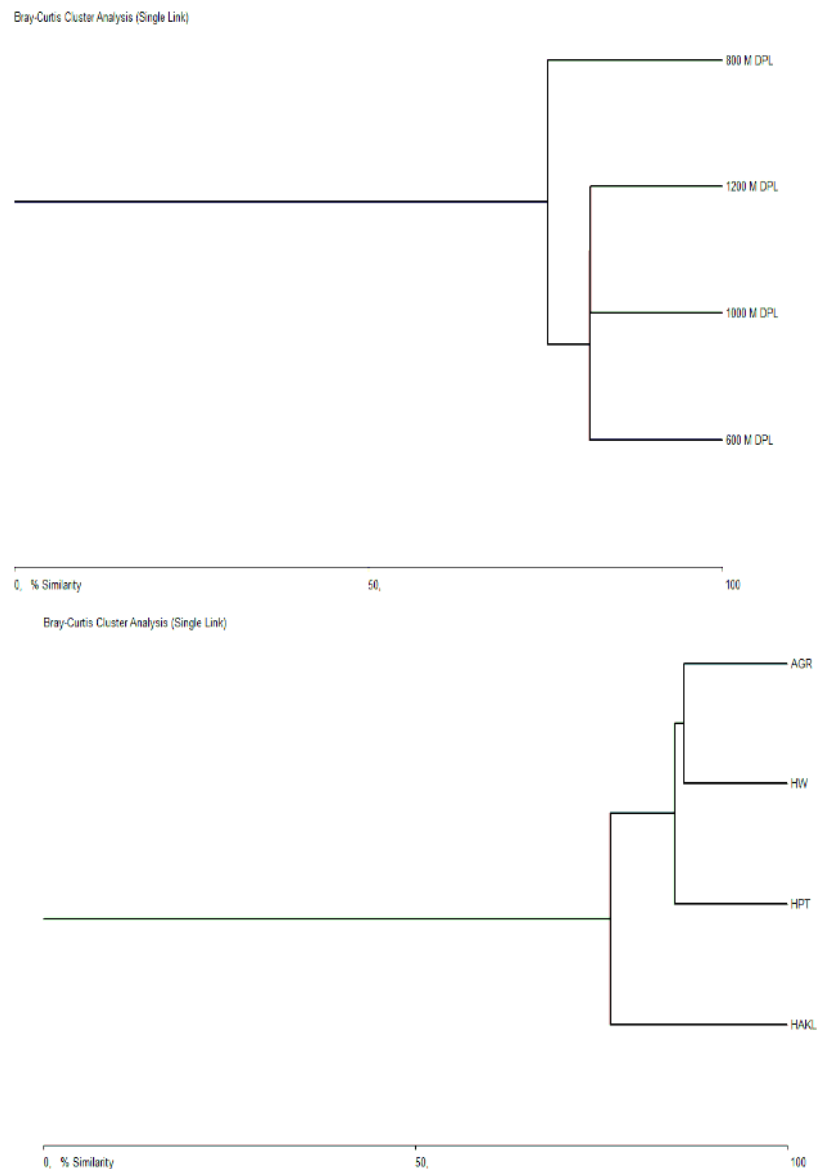 Bray-Curtis Cluster Analysis (Single Link)
800 M DPL
1200 M DPL
1000 M DPL
600 M DPL
0, % Similarity 50, 100
Bray-Curtis Cluster Analysis (Single Link)
AGR
HW
HPT
HAKL
0, % Similarity 50, 100